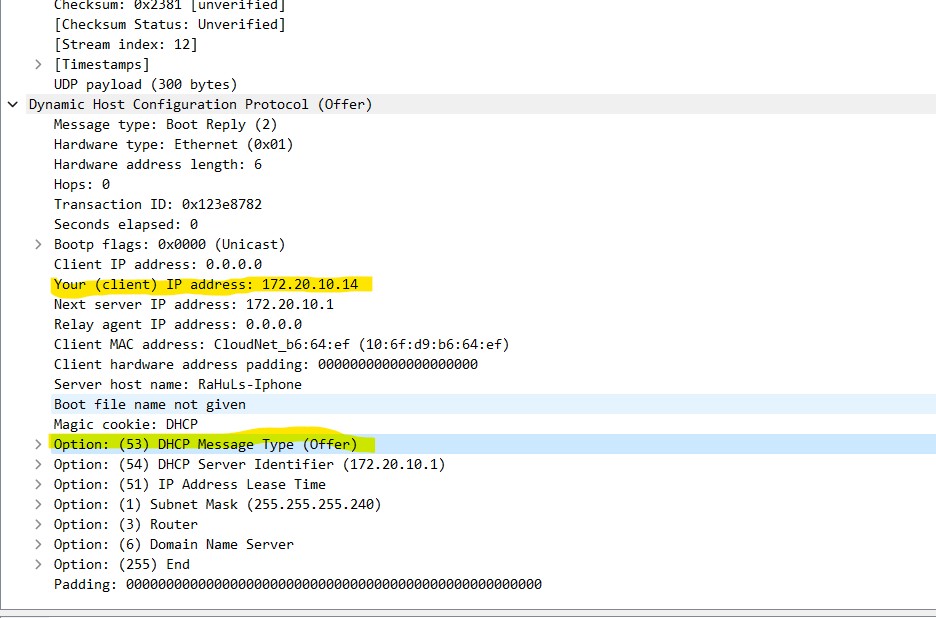 Checksum: 0x2381 [unverified]
[Checksum Status: Unverified]
[Stream index: 12]
[Timestamps]
UDP payload (300 bytes)
Dynamic Host Configuration Protocol (Offer)
Message type: Boot Reply (2)
Hardware type: Ethernet (0x01)
Hardware address length: 6
Hops: 0
Transaction ID: 0x123e8782
Seconds elapsed: 0
Bootp flags: 0x0000 (Unicast)
Client IP address: 0.0.0.0
Your (client) IP address: 172.20.10.14
Next server IP address: 172.20.10.1
Relay agent IP address: 0.0.0.0
Client MAC address: CloudNet_b6:64:ef (10:6f:d9:b6:64:ef)
Client hardware address padding: 00000000000000000000
Server host name: RaHuLs-Iphone
Boot file name not given
Magic cookie: DHCP
Option: (53) DHCP Message Type (Offer)
Option: (54) DHCP Server Identifier (172.20.10.1)
Option: (51) IP Address Lease Time
Option: (1) Subnet Mask (255.255.255.240)
Option: (3) Router
Option: (6) Domain Name Server
Option: (255) End
Padding: 0000000000000000000000000000000000000000000000000000